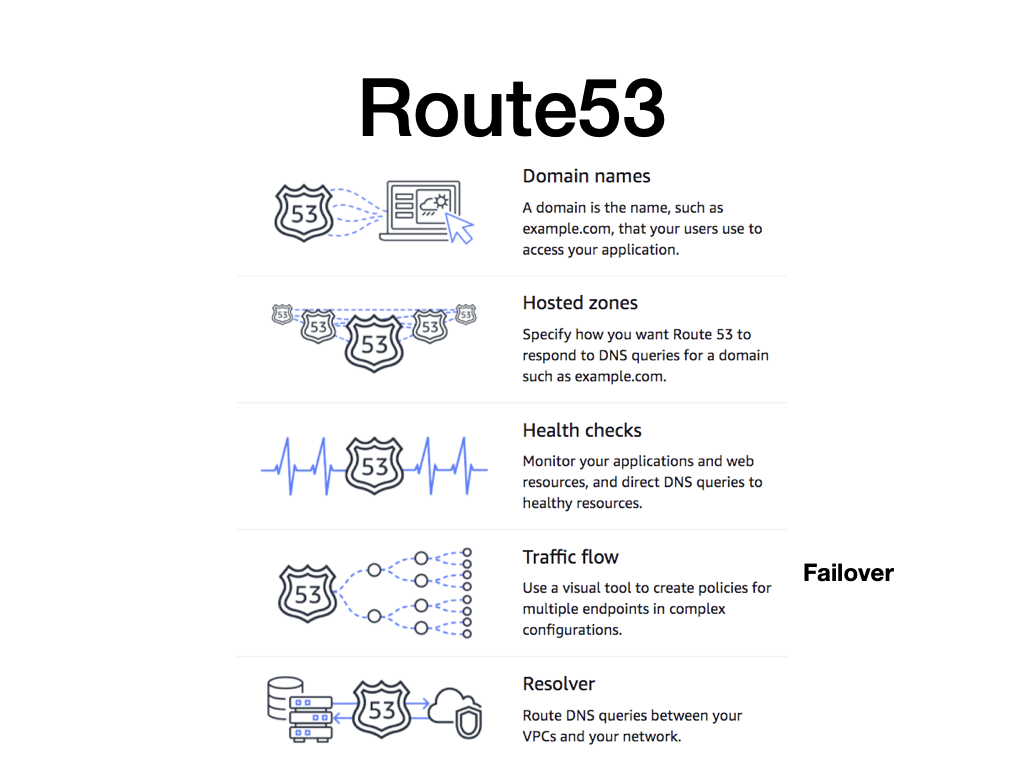 Route53
53
Domain names
A domain is the name, such as
example.com, that your users use to
access your application.
53
53
53
53
53
Hosted zones
Specify how you want Route 53 to
respond to DNS queries for a domain
such as example.com.
53
Health checks
Monitor your applications and web
resources, and direct DNS queries to
healthy resources.
53
Traffic flow
Use a visual tool to create policies for
multiple endpoints in complex
configurations.
Failover
53
Resolver
Route DNS queries between your
VPCs and your network.